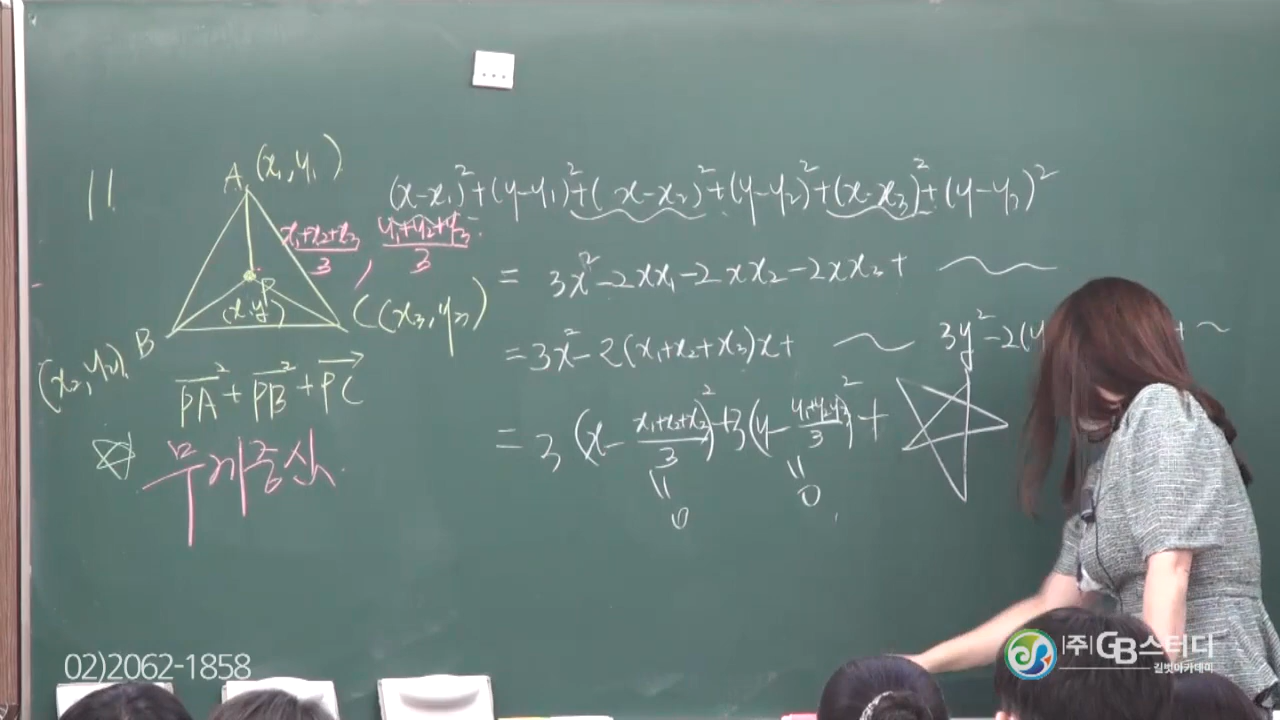 11.
A (x₁, y₁)
(x-x₁)²+(y-y₁)²+(x-x₂)²+(y-y₂)²+(x-x₃)²+(y-y₃)²
x₁+x₂+x₃/3 , y₁+y₂+y₃/3
= 3x²-2xx₁-2xx₂-2xx₃+
P
(x,y)
B
C(x₃,y₃)
(x₂,y₂)
=3x²-2(x₁+x₂+x₃)x+ 3y²-2(y
PA²+PB²+PC
= 3(x- x₁+x₂+x₃/3)²+3(y- y₁+y₂+y₃/3)²+
무게중심
0
0
02)2062-1858
(주)GB스터디
길벗아카데미